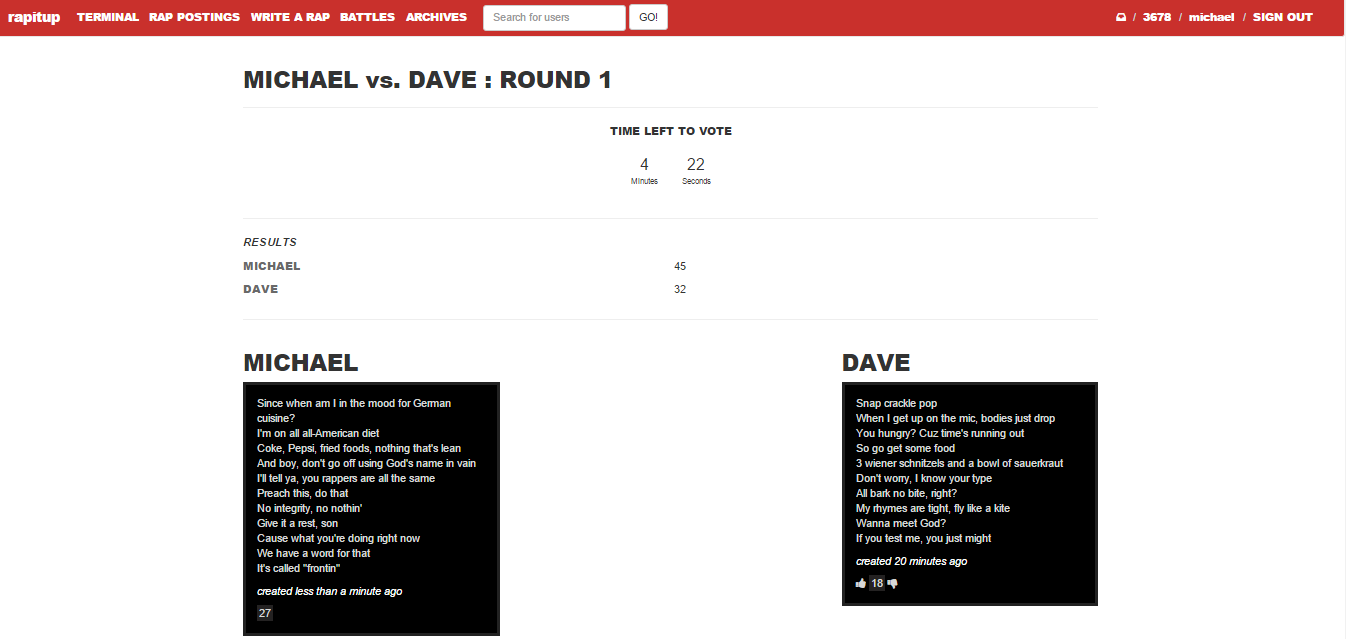 rapitup TERMINAL RAP POSTINGS WRITE A RAP BATTLES ARCHIVES Search for users GO! / 3678 / michael / SIGN OUT
MICHAEL vs. DAVE : ROUND 1
TIME LEFT TO VOTE
4 22
Minutes Seconds
RESULTS
MICHAEL 45
DAVE 32
MICHAEL
Since when am I in the mood for German
cuisine?
I'm on all all-American diet
Coke, Pepsi, fried foods, nothing that's lean
And boy, don't go off using God's name in vain
I'll tell ya, you rappers are all the same
Preach this, do that
No integrity, no nothin'
Give it a rest, son
Cause what you're doing right now
We have a word for that
It's called "frontin"
created less than a minute ago
27
DAVE
Snap crackle pop
When I get up on the mic, bodies just drop
You hungry? Cuz time's running out
So go get some food
3 wiener schnitzels and a bowl of sauerkraut
Don't worry, I know your type
All bark no bite, right?
My rhymes are tight, fly like a kite
Wanna meet God?
If you test me, you just might
created 20 minutes ago
18